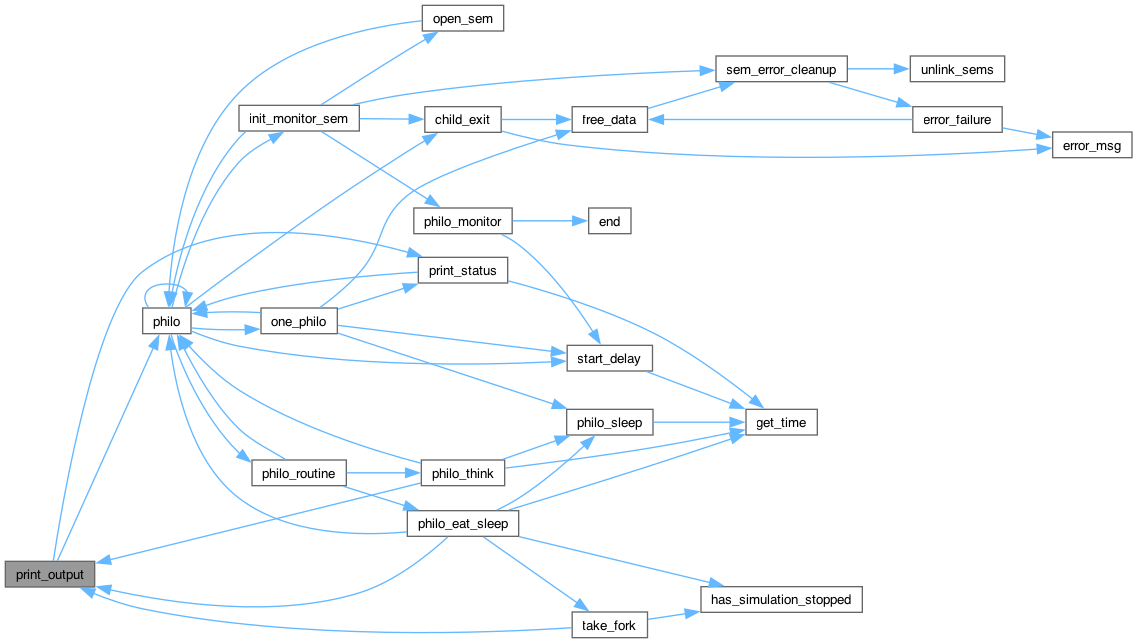 open_sem
sem_error_cleanup
unlink_sems
init_monitor_sem
child_exit
free_data
error_failure
error_msg
philo_monitor
end
print_status
philo
one_philo
start_delay
philo_sleep
get_time
philo_routine
philo_think
philo_eat_sleep
print_output
has_simulation_stopped
take_fork